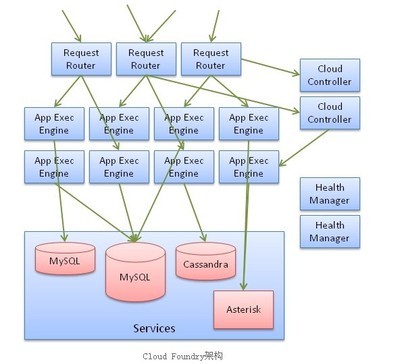 Request
Router
Request
Router
Request
Router
Cloud
Controller
Cloud
Controller
App Exec
Engine
App Exec
Engine
App Exec
Engine
App Exec
Engine
App Exec
Engine
App Exec
Engine
App Exec
Engine
App Exec
Engine
Health
Manager
Health
Manager
MySQL
MySQL
Cassandra
Asterisk
Services
Cloud Foundry架构